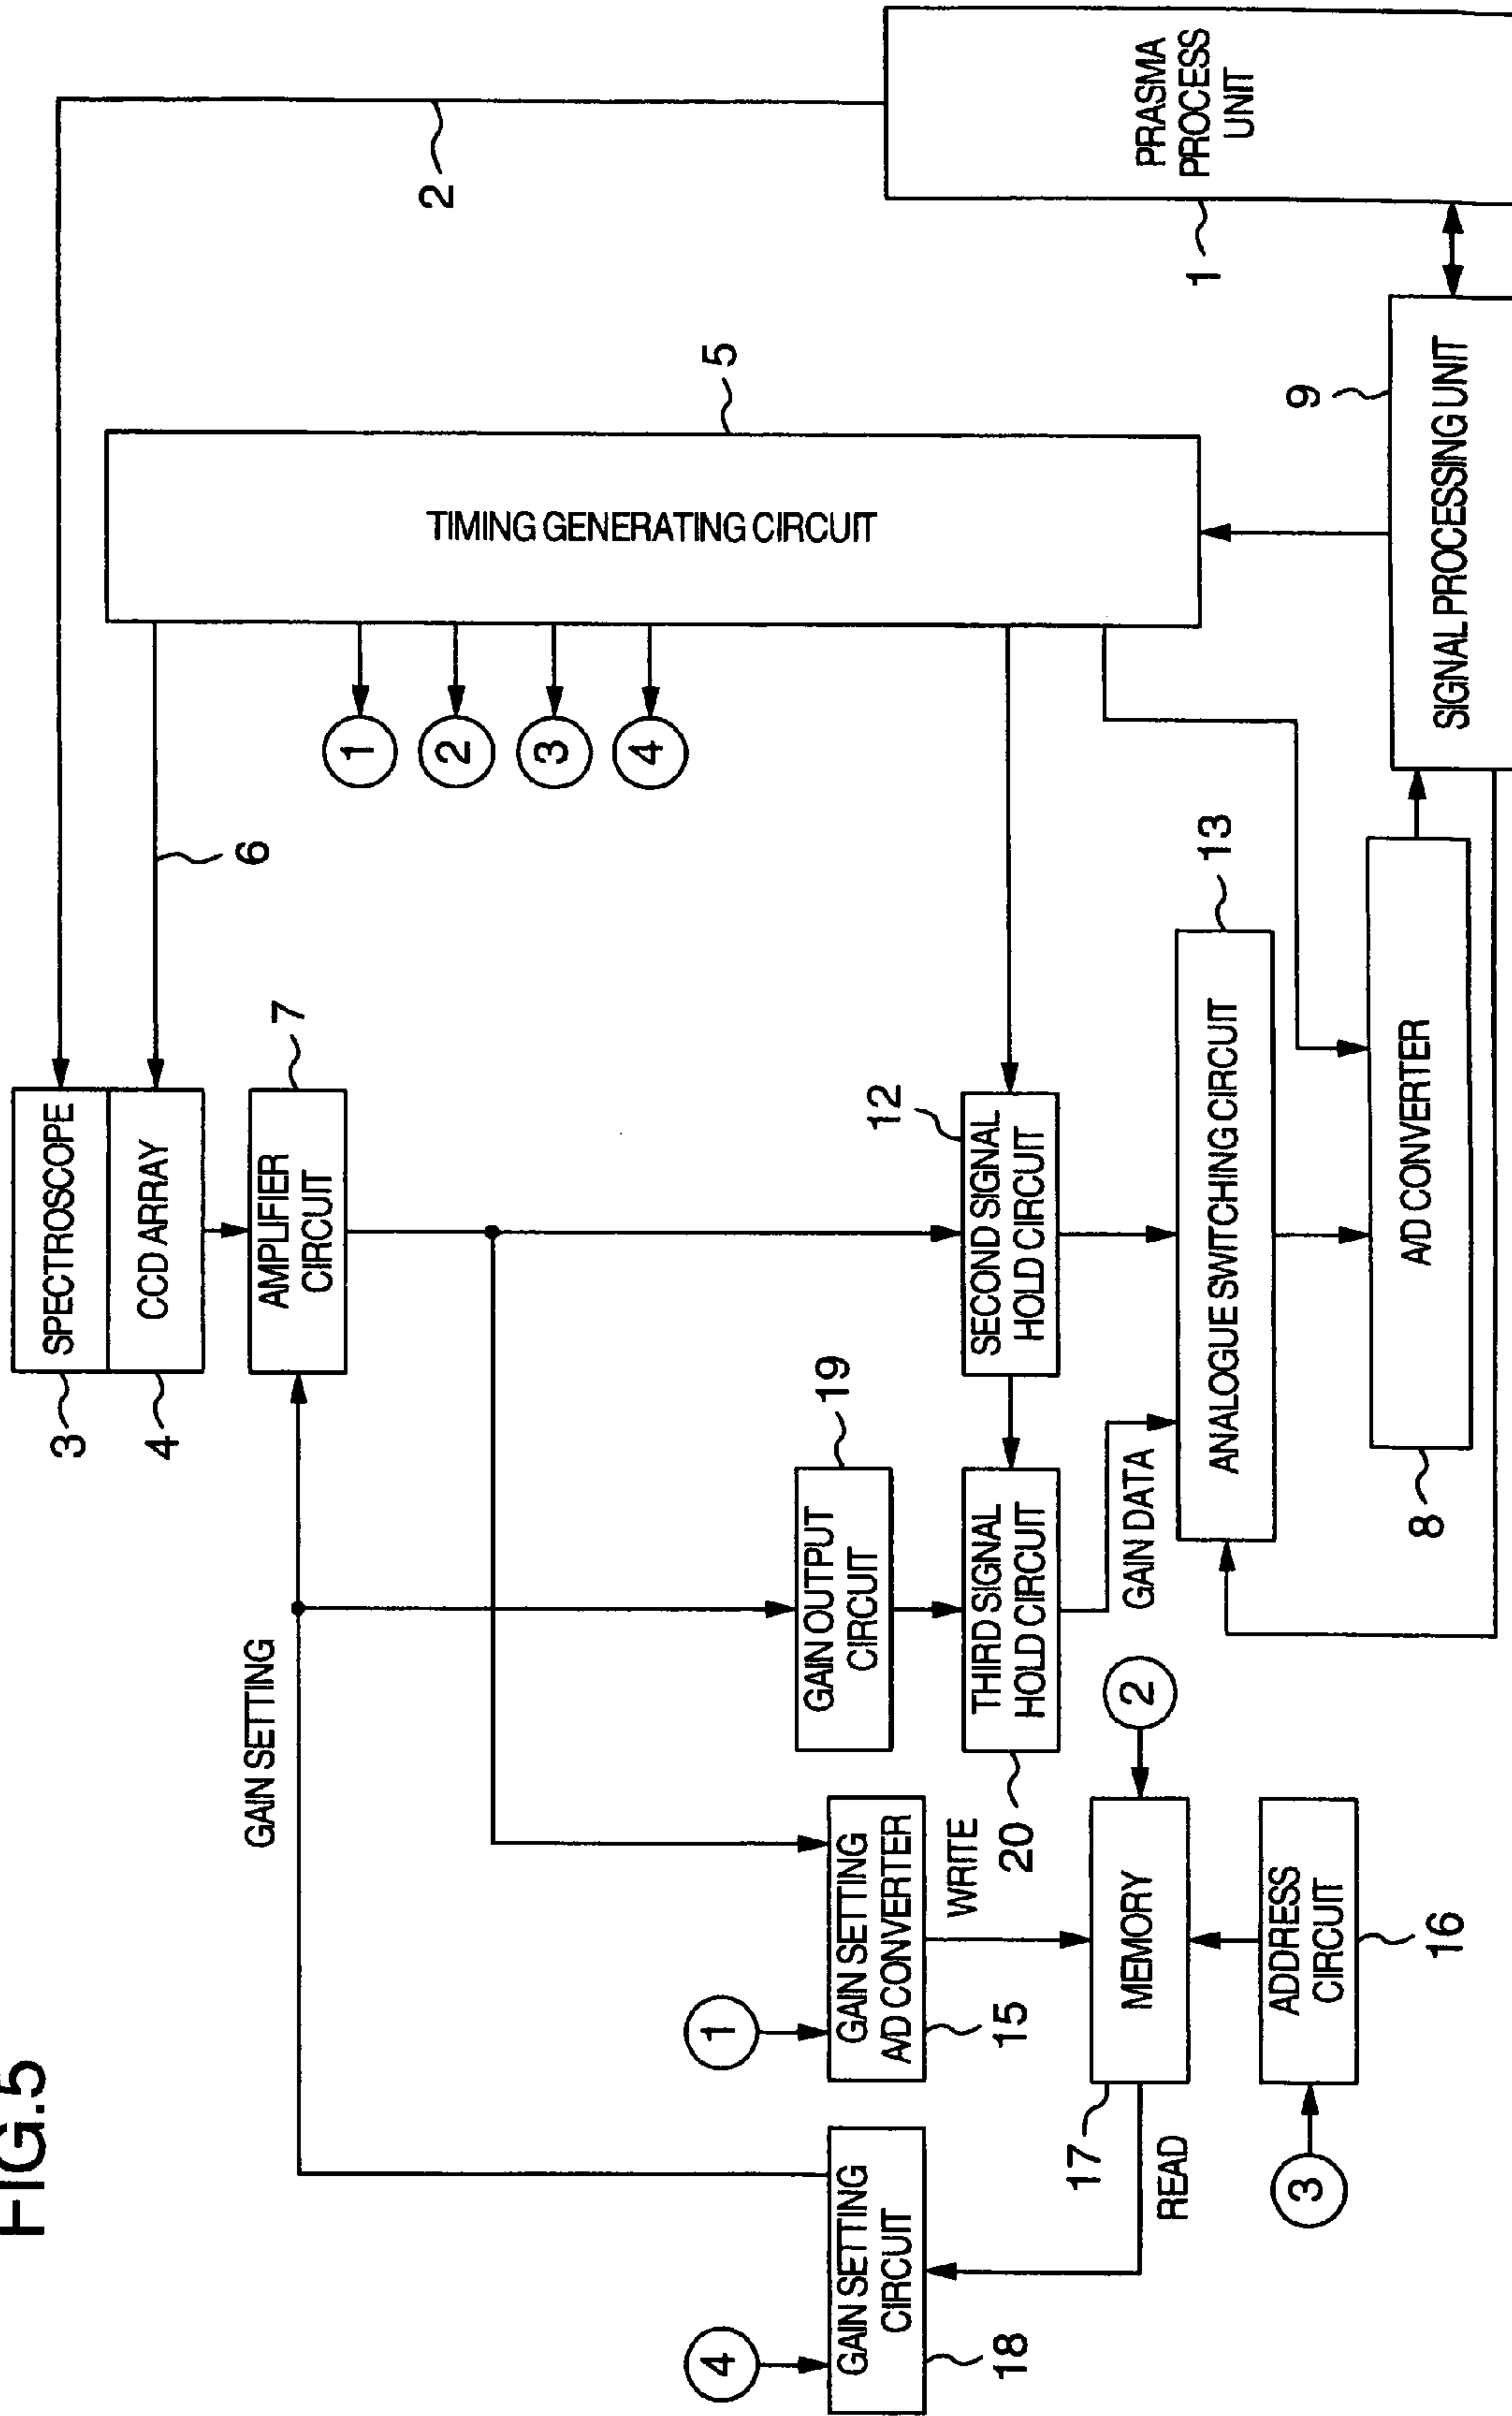 FIG.5
3
SPECTROSCOPE
4
CCD ARRAY
2
6
GAIN SETTING
AMPLIFIER
CIRCUIT
7
1
2
3
4
TIMING GENERATING CIRCUIT
5
4
GAIN SETTING
CIRCUIT
18
1
GAIN SETTING
A/D CONVERTER
15
GAIN OUTPUT
CIRCUIT
19
WRITE
THIRD SIGNAL
HOLD CIRCUIT
20
SECOND SIGNAL
HOLD CIRCUIT
12
17
MEMORY
2
READ
GAIN DATA
PRASMA
PROCESS
UNIT
1
3
ADDRESS
CIRCUIT
16
ANALOGUE SWITCHING CIRCUIT
13
8
A/D CONVERTER
9
SIGNAL PROCESSING UNIT